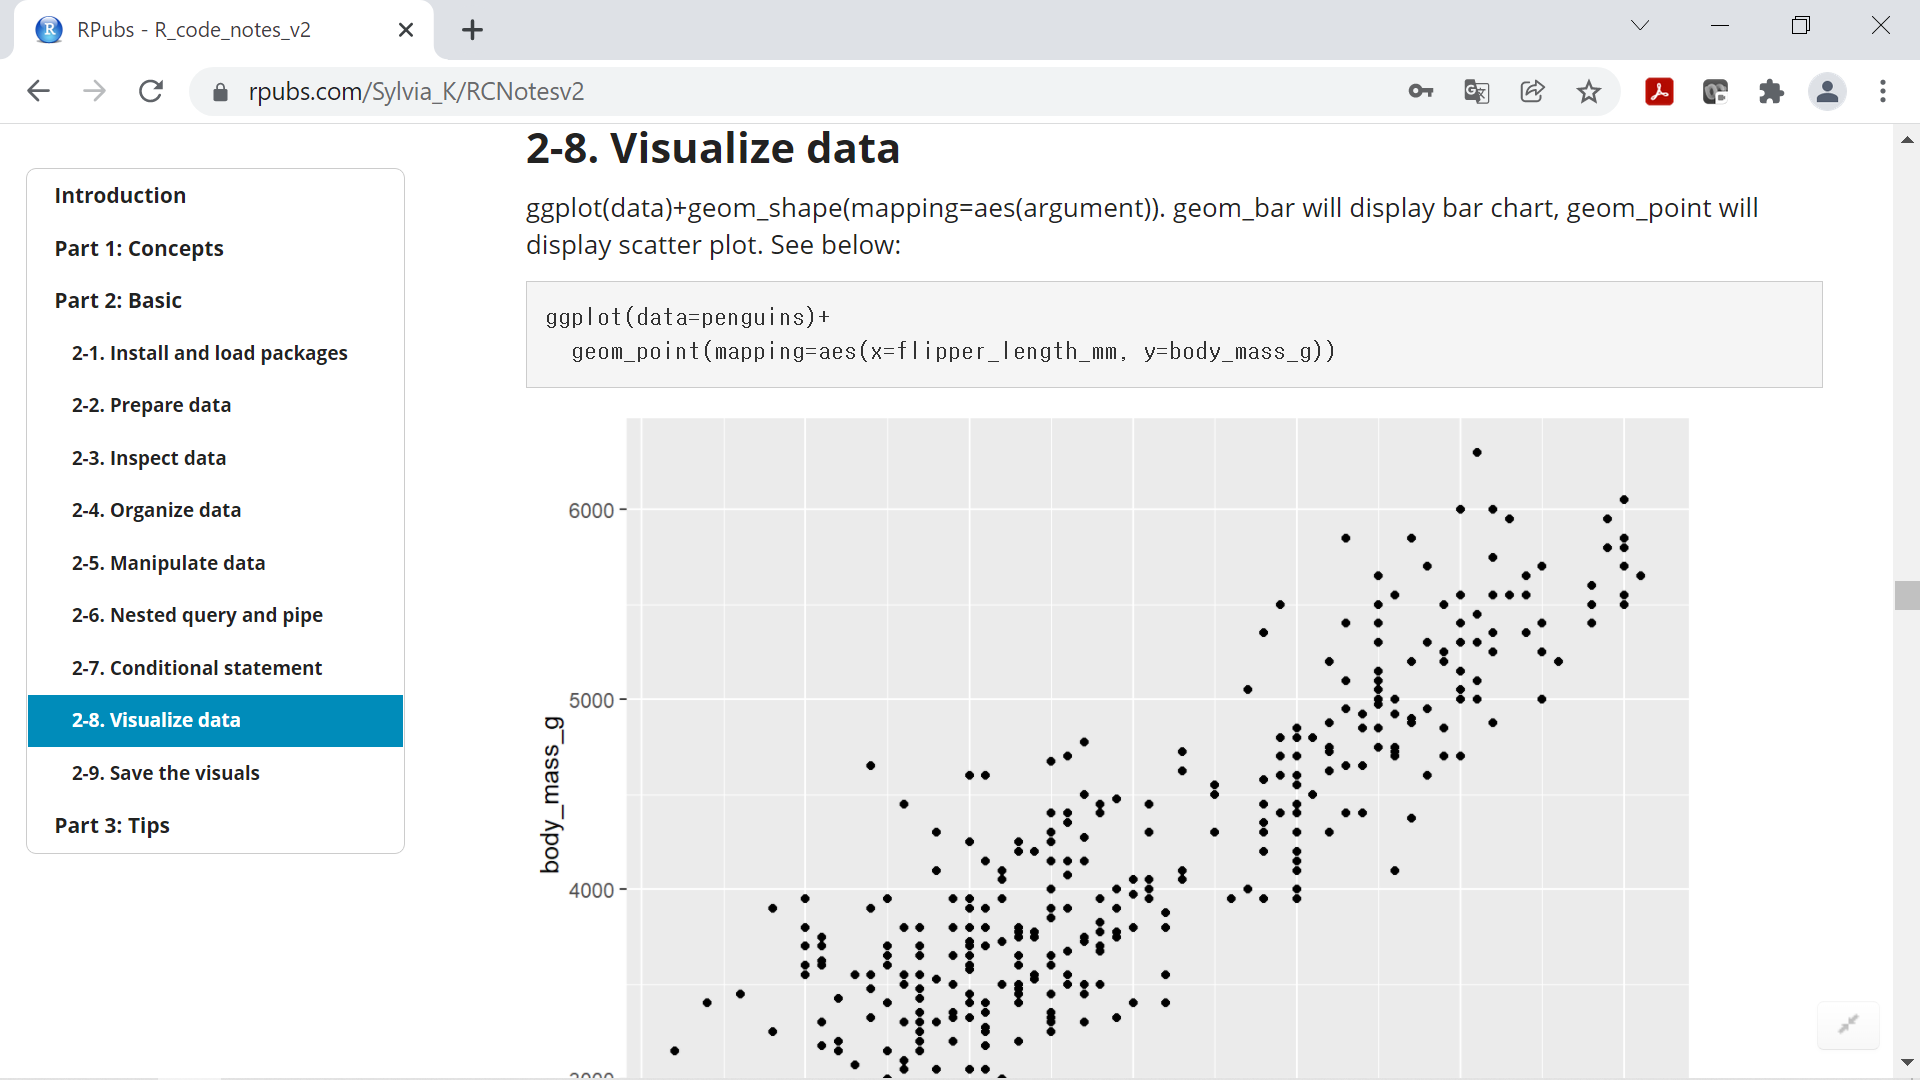 RPubs - R_code_notes_v2
rpubs.com/Sylvia_K/RCNotesv2
Introduction
Part 1: Concepts
Part 2: Basic
2-1. Install and load packages
2-2. Prepare data
2-3. Inspect data
2-4. Organize data
2-5. Manipulate data
2-6. Nested query and pipe
2-7. Conditional statement
2-8. Visualize data
2-9. Save the visuals
Part 3: Tips
2-8. Visualize data
ggplot(data)+geom_shape(mapping=aes(argument)). geom_bar will display bar chart, geom_point will
display scatter plot. See below:
ggplot(data=penguins)+
geom_point(mapping=aes(x=flipper_length_mm, y=body_mass_g))
6000
5000
4000
3000
body_mass_g